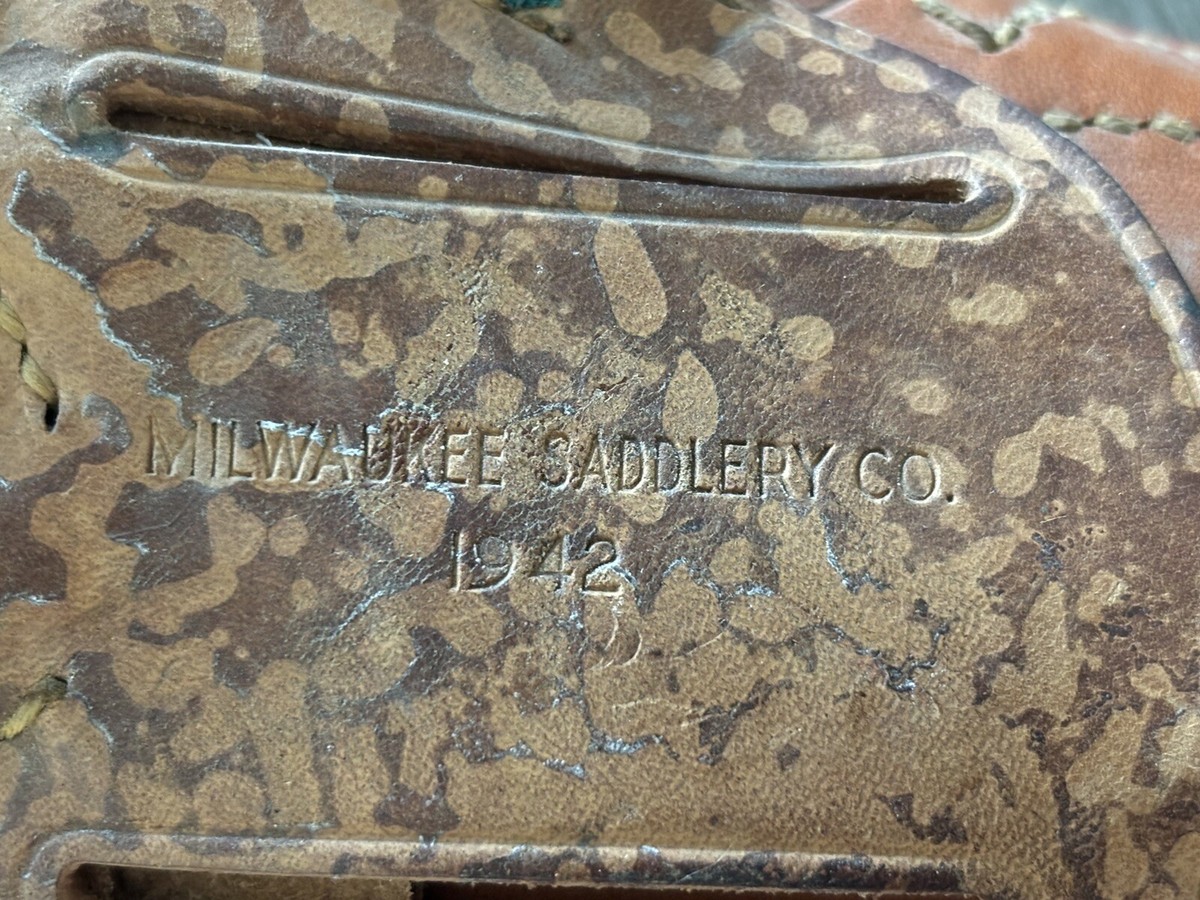 MILWAUKEE SADDLERY CO.
1942